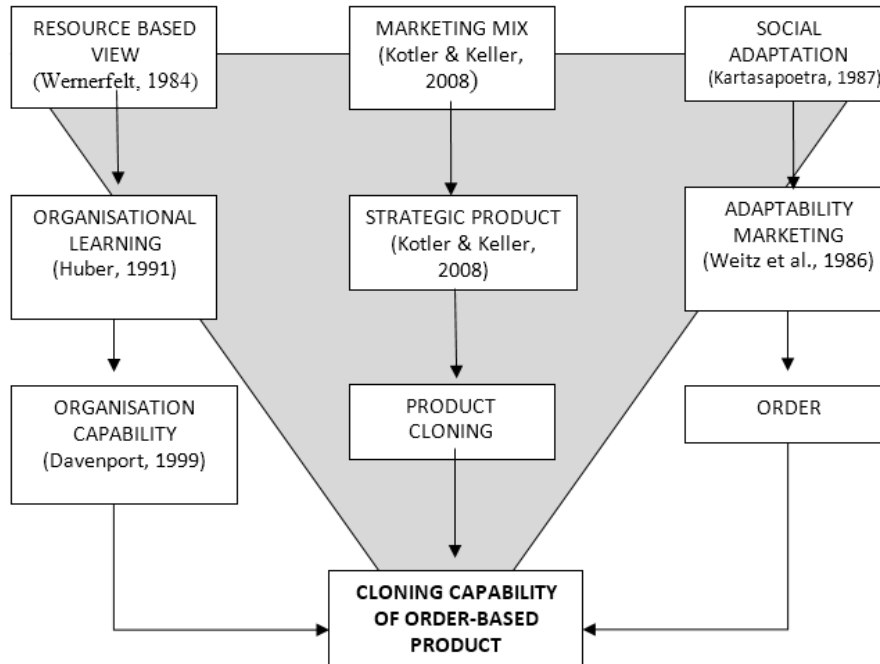 RESOURCE BASED
VIEW
(Wernerfelt, 1984)
MARKETING MIX
(Kotler & Keller,
2008)
SOCIAL
ADAPTATION
(Kartasapoetra, 1987)
ORGANISATIONAL
LEARNING
(Huber, 1991)
STRATEGIC PRODUCT
(Kotler & Keller,
2008)
ADAPTABILITY
MARKETING
(Weitz et al., 1986)
ORGANISATION
CAPABILITY
(Davenport, 1999)
PRODUCT
CLONING
ORDER
CLONING CAPABILITY
OF ORDER-BASED
PRODUCT